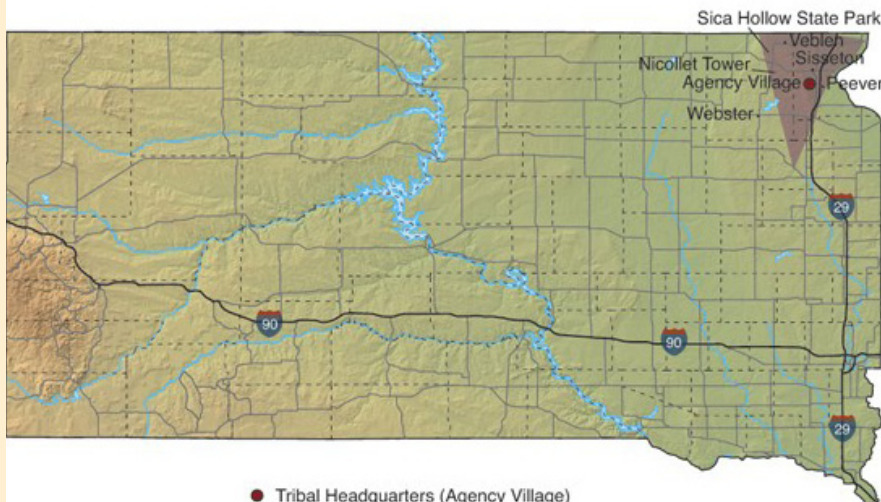 Sica Hollow State Park
Veblen
Sisseton
Nicollet Tower
Agency Village
Peever
Webster
29
90
90
29
Tribal Headquarters (Agency Village)